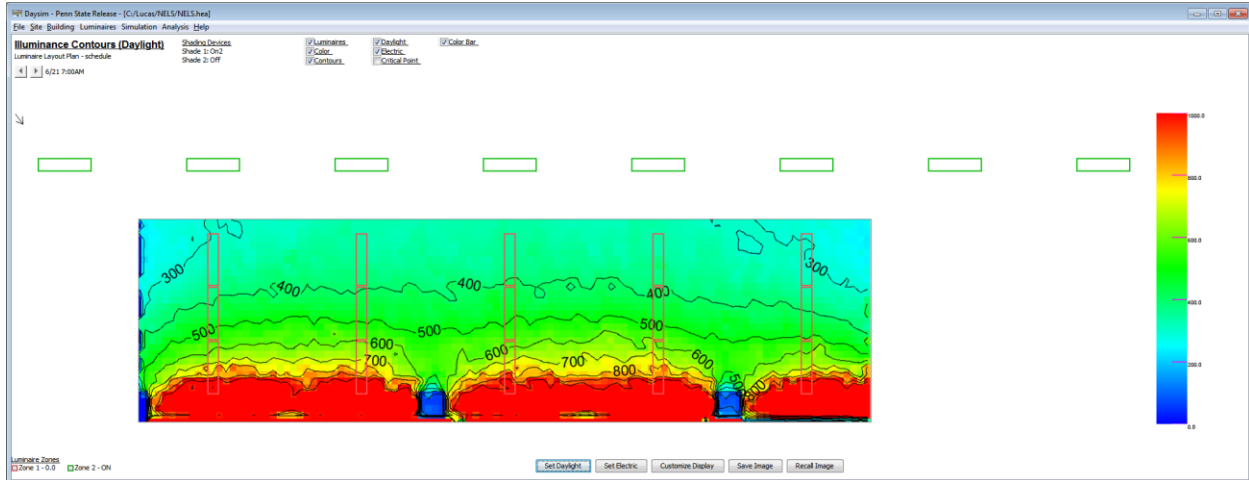 Daysim - Penn State Release - [C:/Lucas/NELS/NELS.hea]
File Site Building Luminaires Simulation Analysis Help
Illuminance Contours (Daylight)
Luminaire Layout Plan - schedule
6/21 7:00AM
Shading Devices
Shade 1: On2
Shade 2: Off
Luminaires Daylight Color Bar
Color Electric
Contours Critical Point
1000.0
800.0
600.0
400.0
200.0
0.0
300 300
400 400 400
500 500 500
600 600 600
700 700 800 500 800
Luminaire Zones
Zone 1 - 0.0 Zone 2 - ON
Set Daylight Set Electric Customize Display Save Image Recall Image